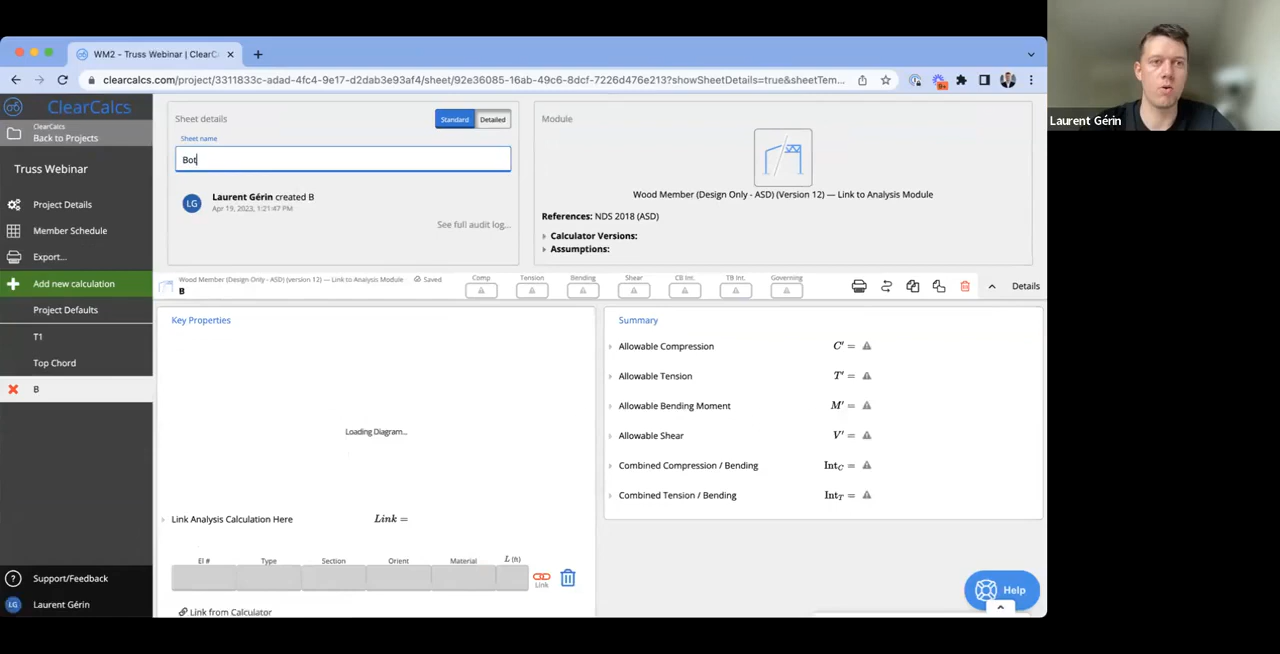 WM2 - Truss Webinar | ClearC
clearcalcs.com/project/3311833c-adad-4fc4-9e17-d2dab3e93af4/sheet/92e36085-16ab-49c6-8dcf-7226d476e213?showSheetDetails=true&sheetTem...
9+
Laurent Gérin
ClearCalcs
ClearCalcs
Back to Projects
Truss Webinar
Project Details
Member Schedule
Export...
Add new calculation
Project Defaults
T1
Top Chord
B
? Support/Feedback
LG Laurent Gérin
Sheet details
Standard Detailed
Sheet name
Bot
LG Laurent Gérin created B
Apr 19, 2023, 1:21:47 PM
See full audit log...
Module
Wood Member (Design Only - ASD) (Version 12) — Link to Analysis Module
References: NDS 2018 (ASD)
Calculator Versions:
Assumptions:
Wood Member (Design Only - ASD) (version 12) — Link to Analysis Module Saved
B
Comp Tension Bending Shear CB Int. TB Int. Governing
Details
Key Properties
Loading Diagram...
Link Analysis Calculation Here Link =
El # Type Section Orient Material L (ft)
Link
Link from Calculator
Summary
Allowable Compression C′ =
Allowable Tension T′ =
Allowable Bending Moment M′ =
Allowable Shear V′ =
Combined Compression / Bending Int_C =
Combined Tension / Bending Int_T =
Help